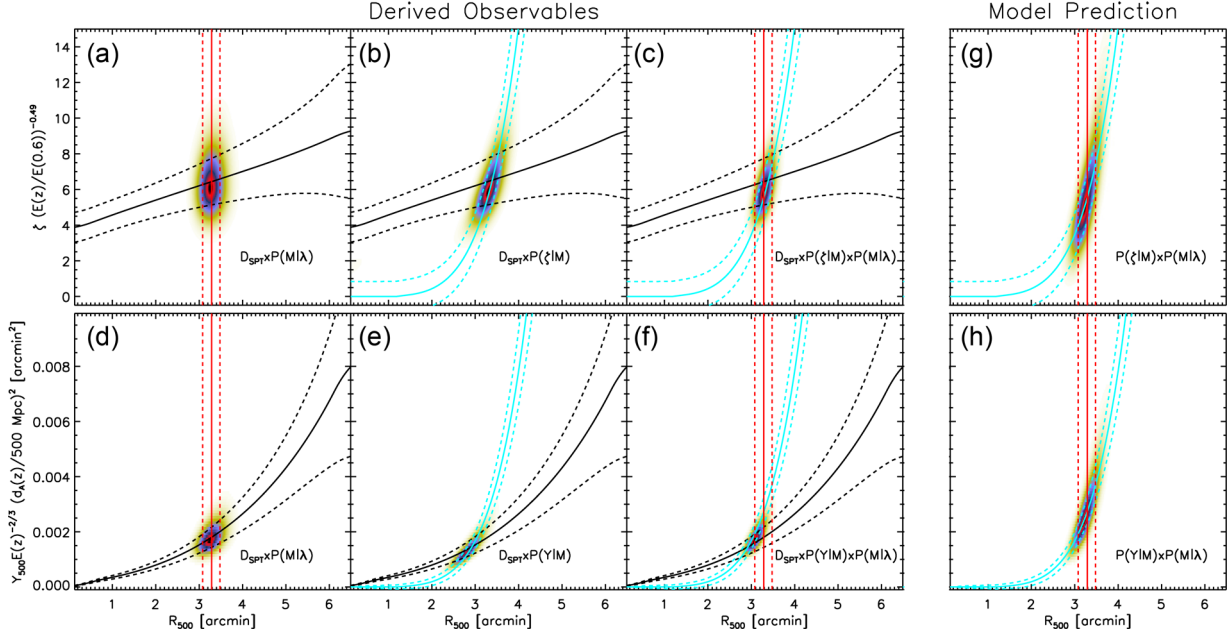 Derived Observables
Model Prediction
(a)
(b)
(c)
(g)
14
12
10
8
6
4
2
0
ζ (E(z)/E(0.6))^-0.49
D_SPT×P(M|λ)
D_SPT×P(ζ|M)
D_SPT×P(ζ|M)×P(M|λ)
P(ζ|M)×P(M|λ)
(d)
(e)
(f)
(h)
0.008
0.006
0.004
0.002
0.000
Y_500E(z)^-2/3 (d_A(z)/500 Mpc)^2 [arcmin^2]
D_SPT×P(M|λ)
D_SPT×P(Y|M)
D_SPT×P(Y|M)×P(M|λ)
P(Y|M)×P(M|λ)
1 2 3 4 5 6
1 2 3 4 5 6
1 2 3 4 5 6
1 2 3 4 5 6
R_500 [arcmin]
R_500 [arcmin]
R_500 [arcmin]
R_500 [arcmin]